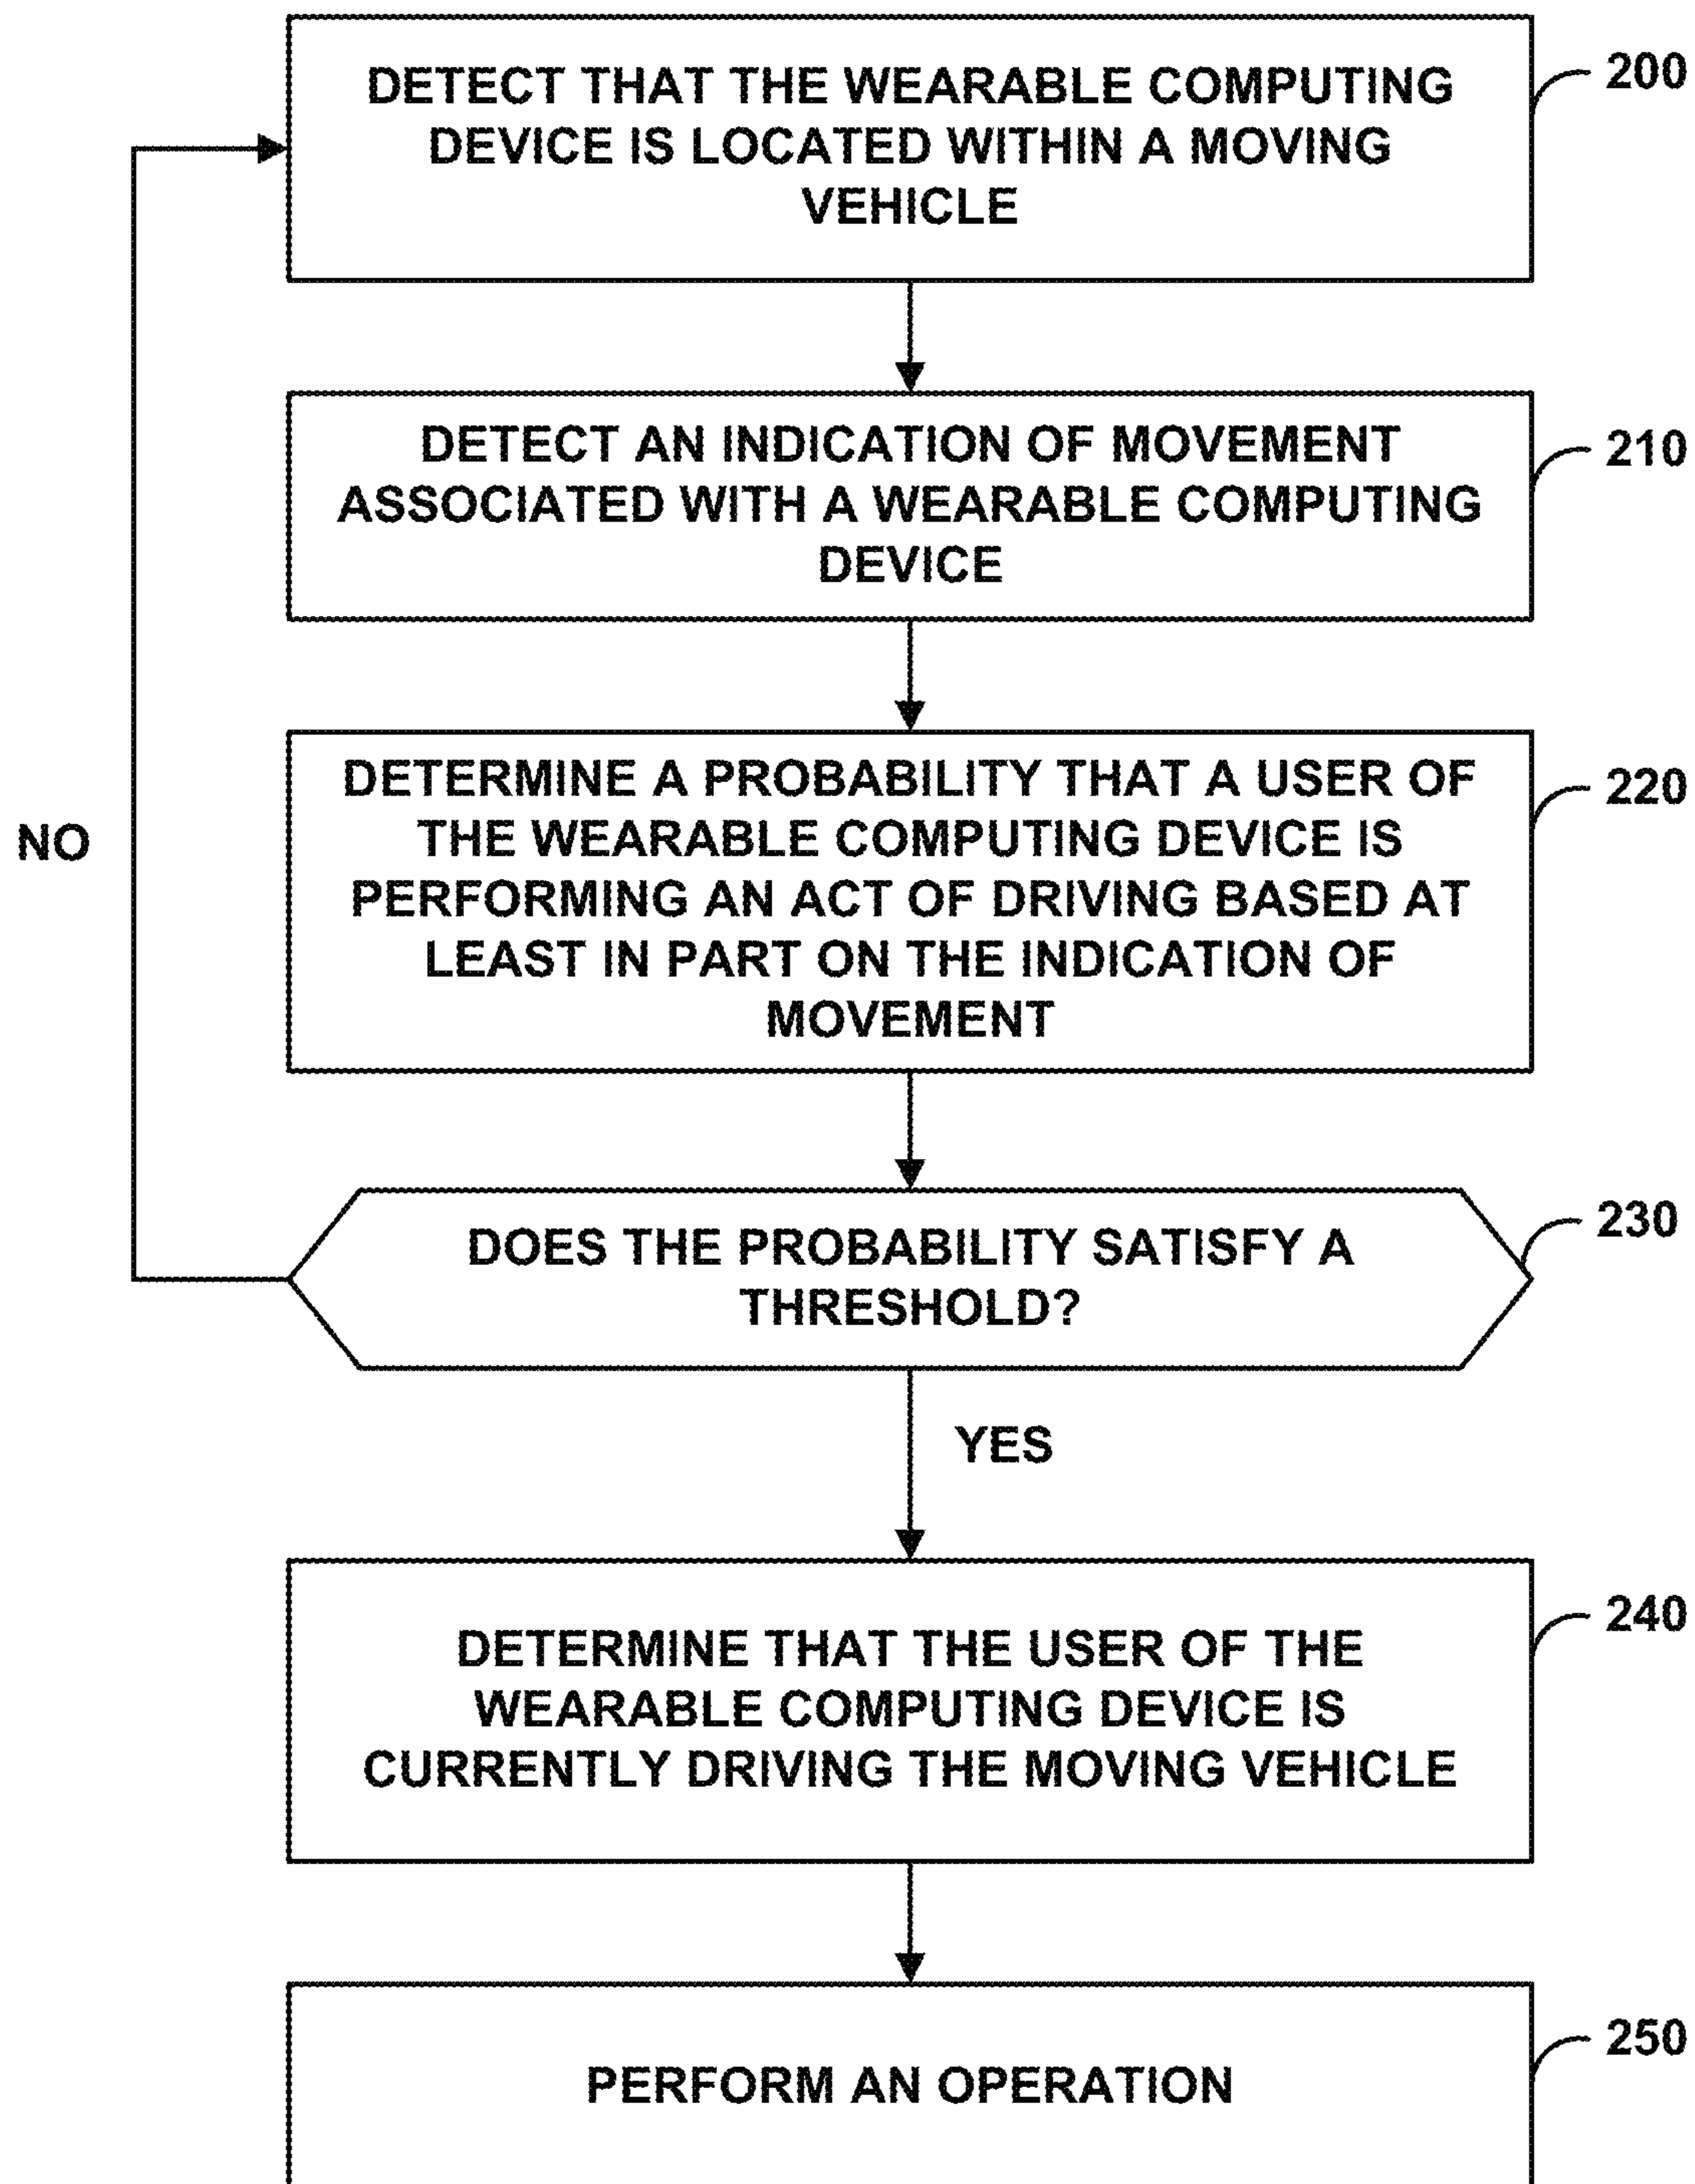 DETECT THAT THE WEARABLE COMPUTING
DEVICE IS LOCATED WITHIN A MOVING
VEHICLE
200
DETECT AN INDICATION OF MOVEMENT
ASSOCIATED WITH A WEARABLE COMPUTING
DEVICE
210
DETERMINE A PROBABILITY THAT A USER OF
THE WEARABLE COMPUTING DEVICE IS
PERFORMING AN ACT OF DRIVING BASED AT
LEAST IN PART ON THE INDICATION OF
MOVEMENT
220
NO
DOES THE PROBABILITY SATISFY A
THRESHOLD?
230
YES
DETERMINE THAT THE USER OF THE
WEARABLE COMPUTING DEVICE IS
CURRENTLY DRIVING THE MOVING VEHICLE
240
PERFORM AN OPERATION
250